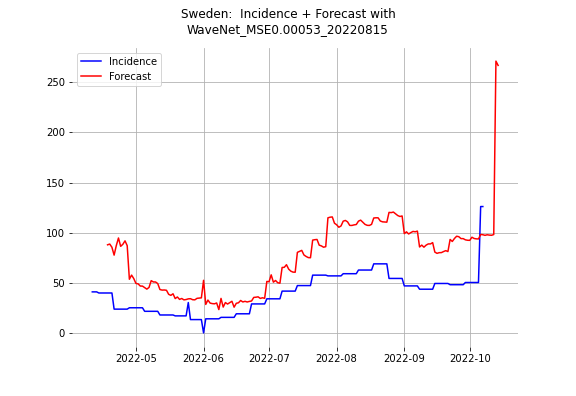 Sweden:  Incidence + Forecast with
WaveNet_MSE0.00053_20220815
Incidence
Forecast
250
200
150
100
50
0
2022-05 2022-06 2022-07 2022-08 2022-09 2022-10